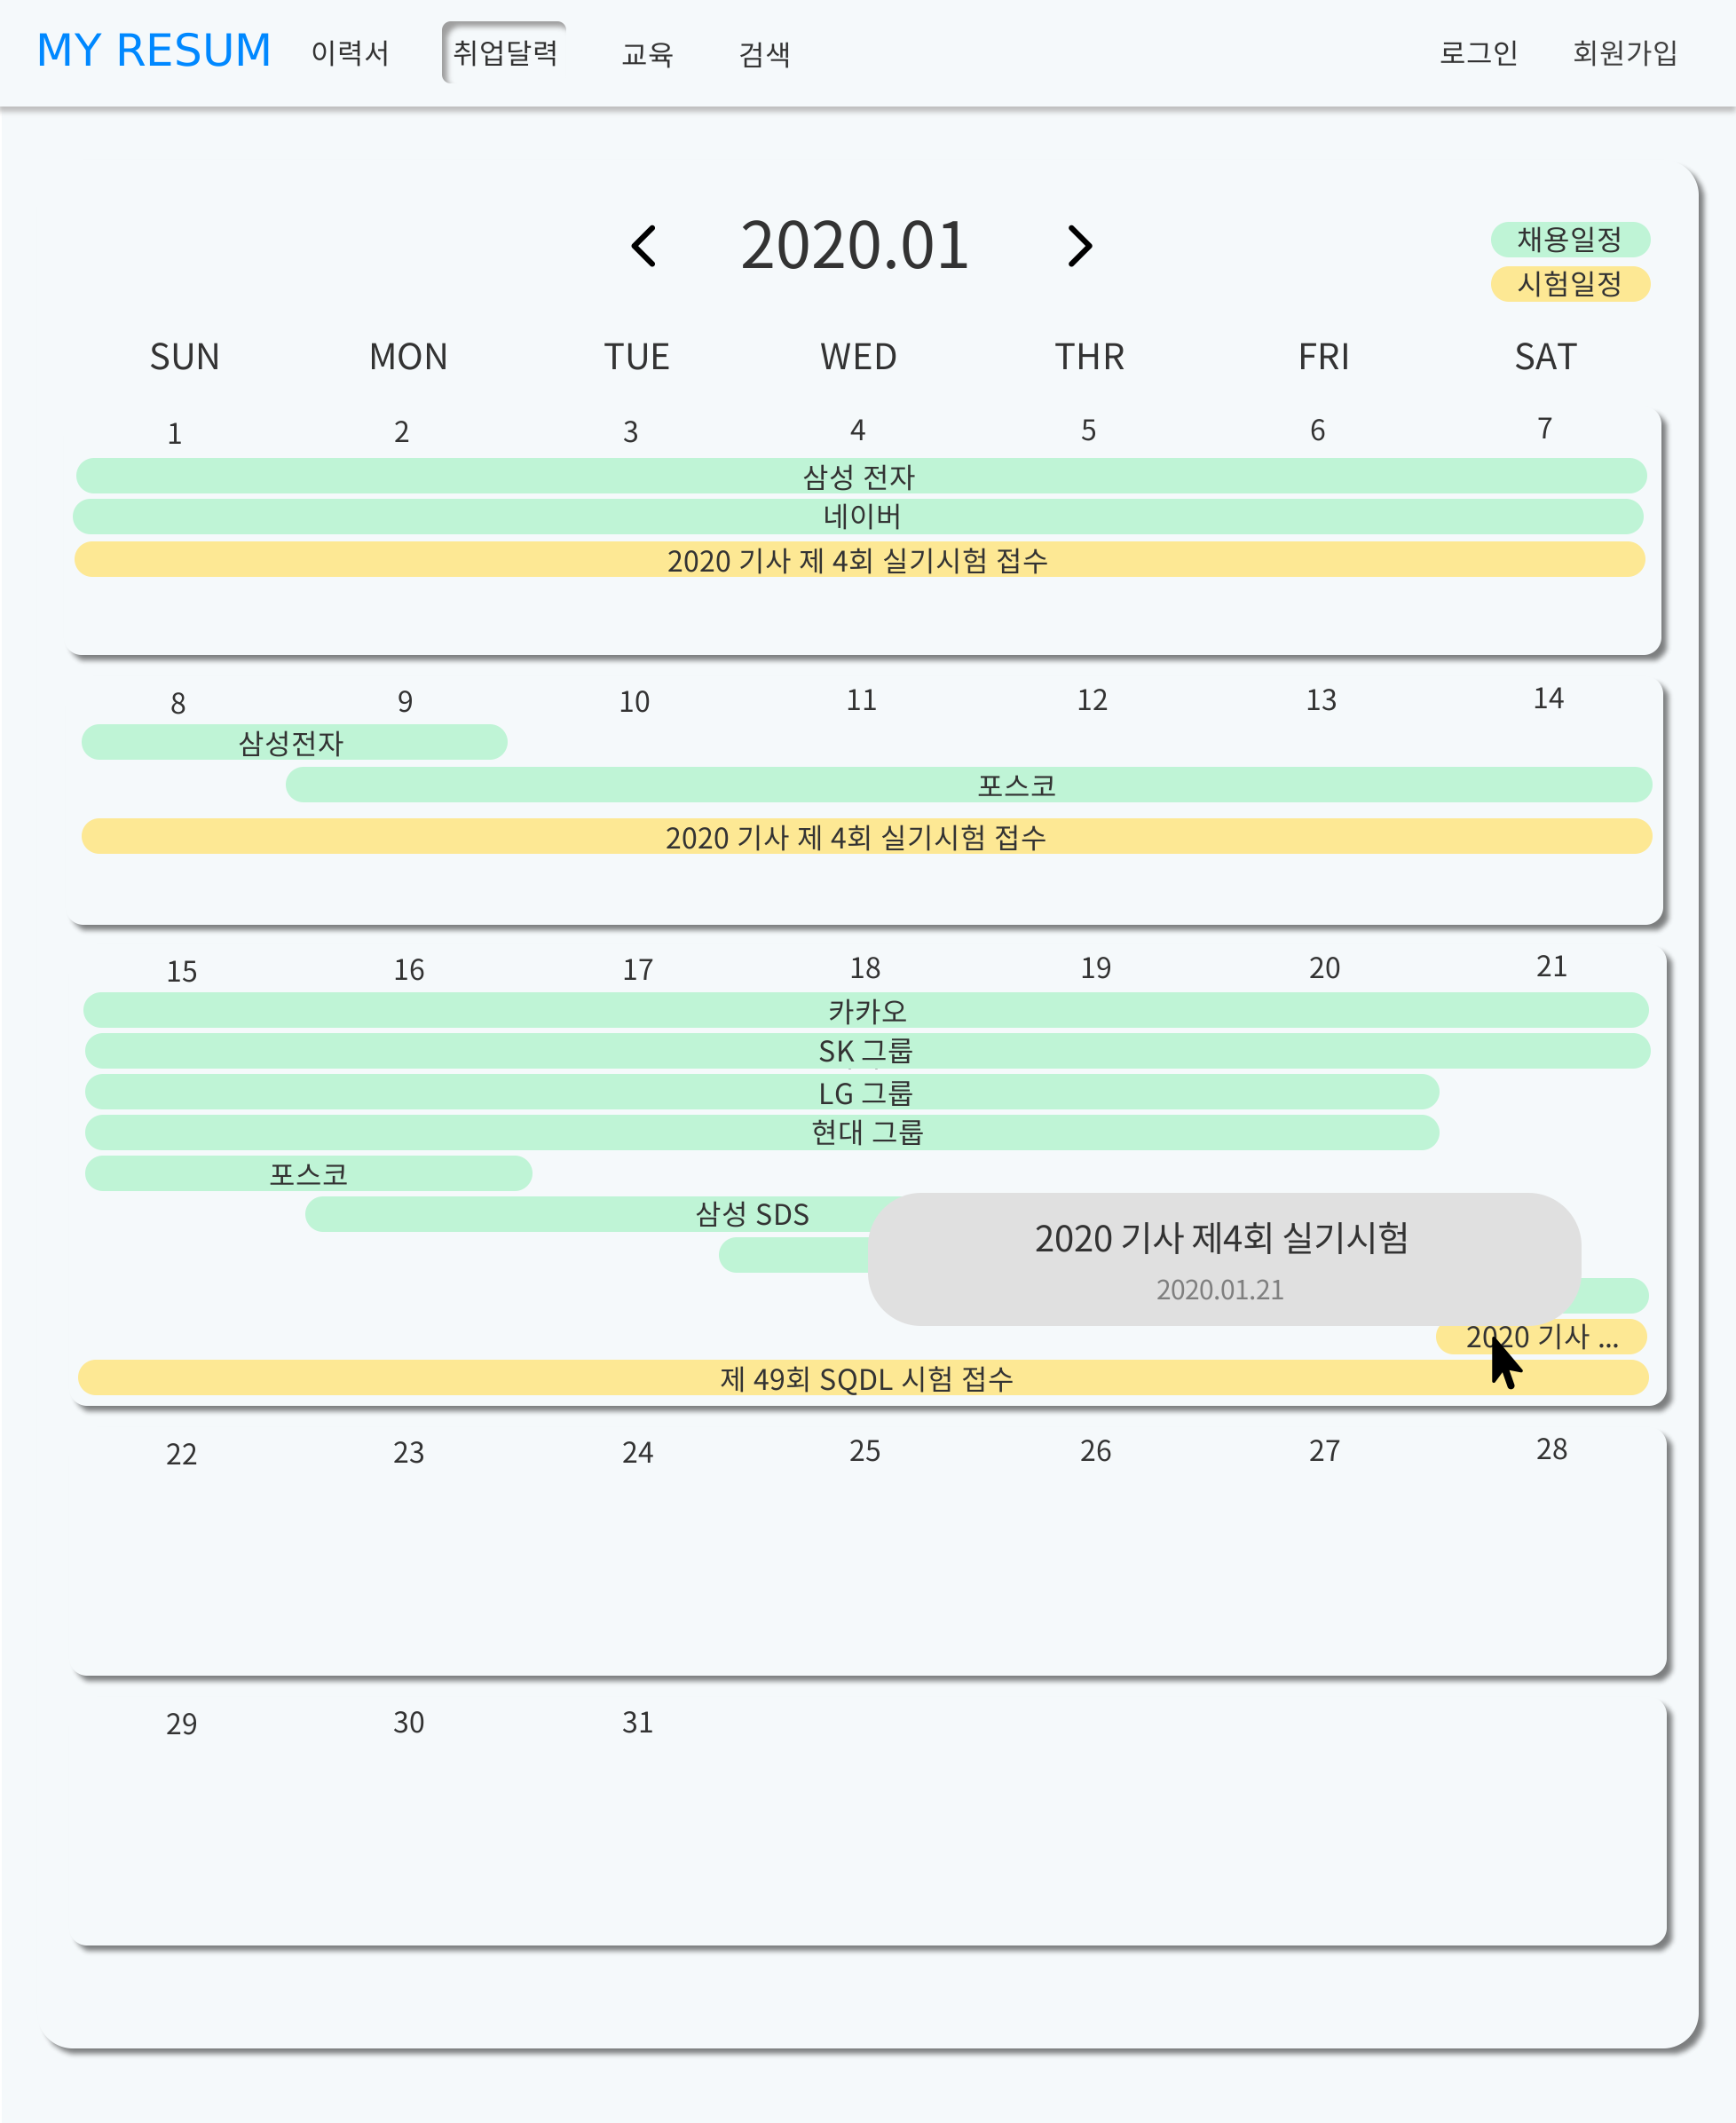 MY RESUM 이력서 취업달력 교육 검색 로그인 회원가입
2020.01
채용일정
시험일정
SUN MON TUE WED THR FRI SAT
1 2 3 4 5 6 7
삼성 전자
네이버
2020 기사 제 4회 실기시험 접수
8 9 10 11 12 13 14
삼성전자
포스코
2020 기사 제 4회 실기시험 접수
15 16 17 18 19 20 21
카카오
SK 그룹
LG 그룹
현대 그룹
포스코
삼성 SDS
2020 기사 제4회 실기시험
2020.01.21
2020 기사 ...
제 49회 SQDL 시험 접수
22 23 24 25 26 27 28
29 30 31